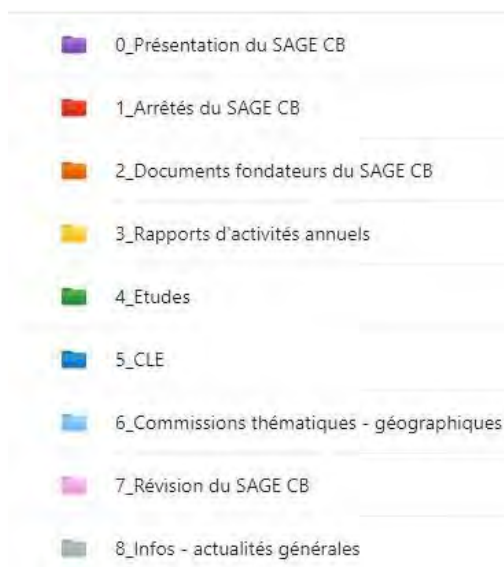 0_Présentation du SAGE CB
1_Arrêtés du SAGE CB
2_Documents fondateurs du SAGE CB
3_Rapports d'activités annuels
4_Etudes
5_CLE
6_Commissions thématiques - géographiques
7_Révision du SAGE CB
8_Infos - actualités générales